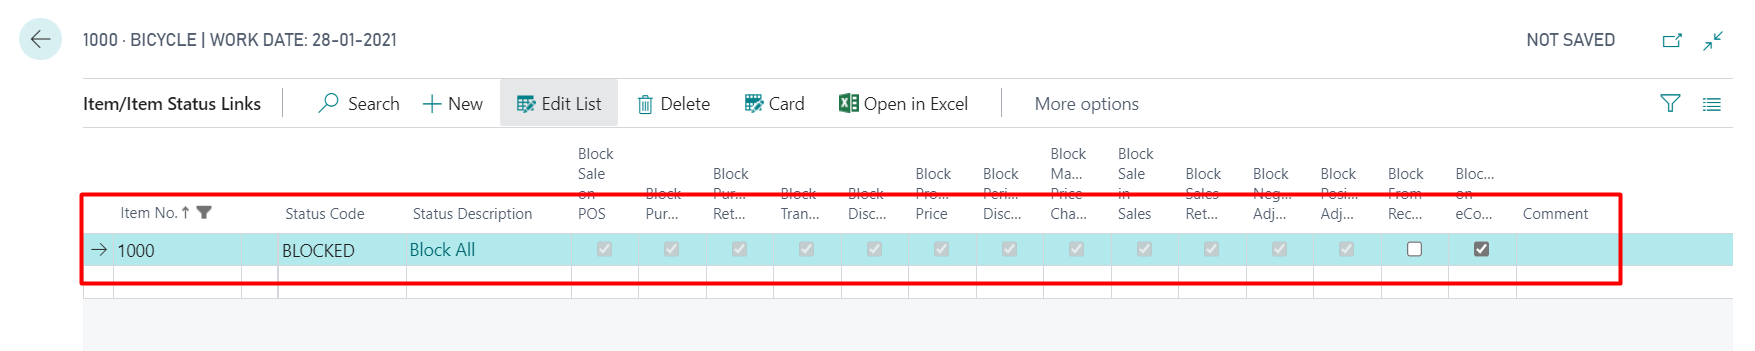 1000 · BICYCLE | WORK DATE: 28-01-2021
NOT SAVED
Item/Item Status Links
Search
New
Edit List
Delete
Card
Open in Excel
More options
Item No.
Status Code
Status Description
Block
Sale
on
POS
Block
Pur...
Block
Pur...
Ret...
Block
Tran...
Block
Disc...
Block
Pro...
Price
Block
Peri...
Disc...
Block
Ma...
Price
Cha...
Block
Sale
in
Sales
Block
Sales
Ret...
Block
Neg...
Adj...
Block
Posi...
Adj...
Block
From
Rec...
Bloc...
on
eCo...
Comment
1000
BLOCKED
Block All